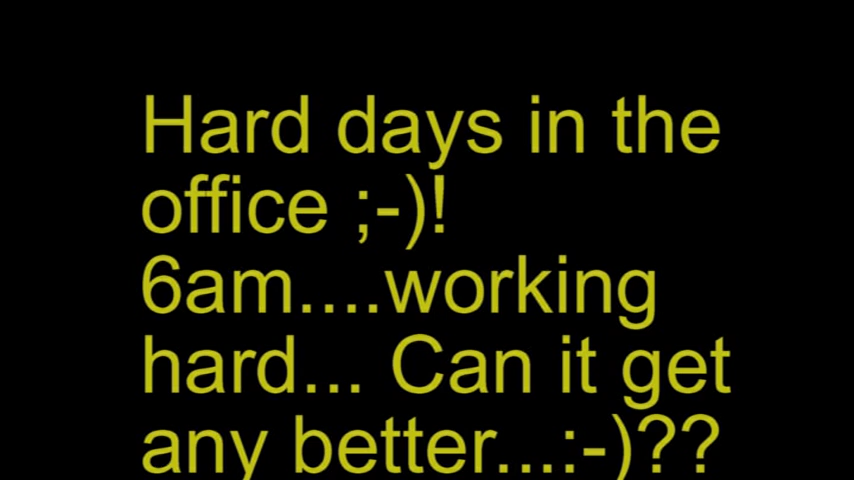 Hard days in the
office ;-)!
6am....working
hard... Can it get
any better...:-)??